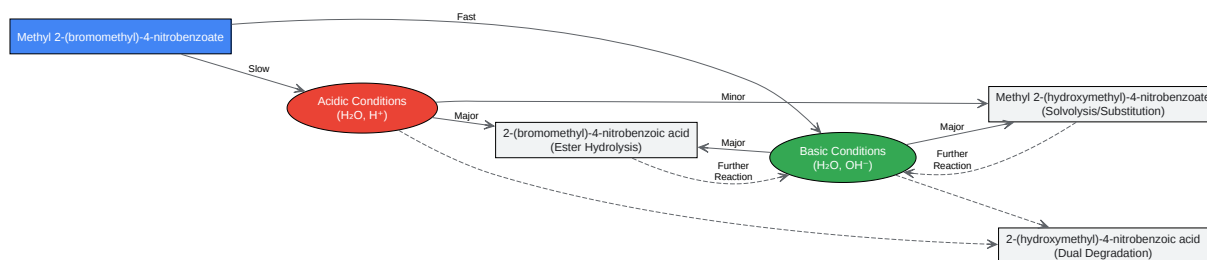 Fast
Methyl 2-(bromomethyl)-4-nitrobenzoate
Slow
Acidic Conditions
(H₂O, H⁺)
Minor
Methyl 2-(hydroxymethyl)-4-nitrobenzoate
(Solvolysis/Substitution)
Major
2-(bromomethyl)-4-nitrobenzoic acid
(Ester Hydrolysis)
Major
Basic Conditions
(H₂O, OH⁻)
Major
Further
Reaction
Further
Reaction
2-(hydroxymethyl)-4-nitrobenzoic acid
(Dual Degradation)